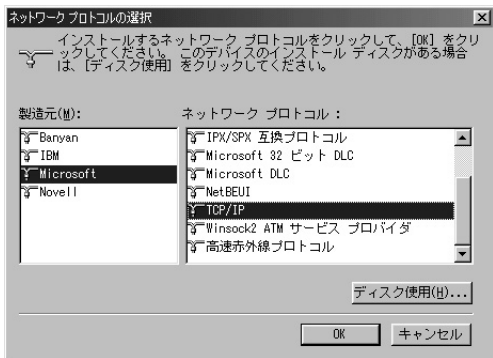 ネットワーク プロトコルの選択
インストールするネットワーク プロトコルをクリックして、[OK] をクリ
ックしてください。 このデバイスのインストール ディスクがある場合
は、[ディスク使用] をクリックしてください。
製造元(M):
Banyan
IBM
Microsoft
Novell
ネットワーク プロトコル :
IPX/SPX 互換プロトコル
Microsoft 32 ビット DLC
Microsoft DLC
NetBEUI
TCP/IP
Winsock2 ATM サービス プロバイダ
高速赤外線プロトコル
ディスク使用(H)...
OK
キャンセル